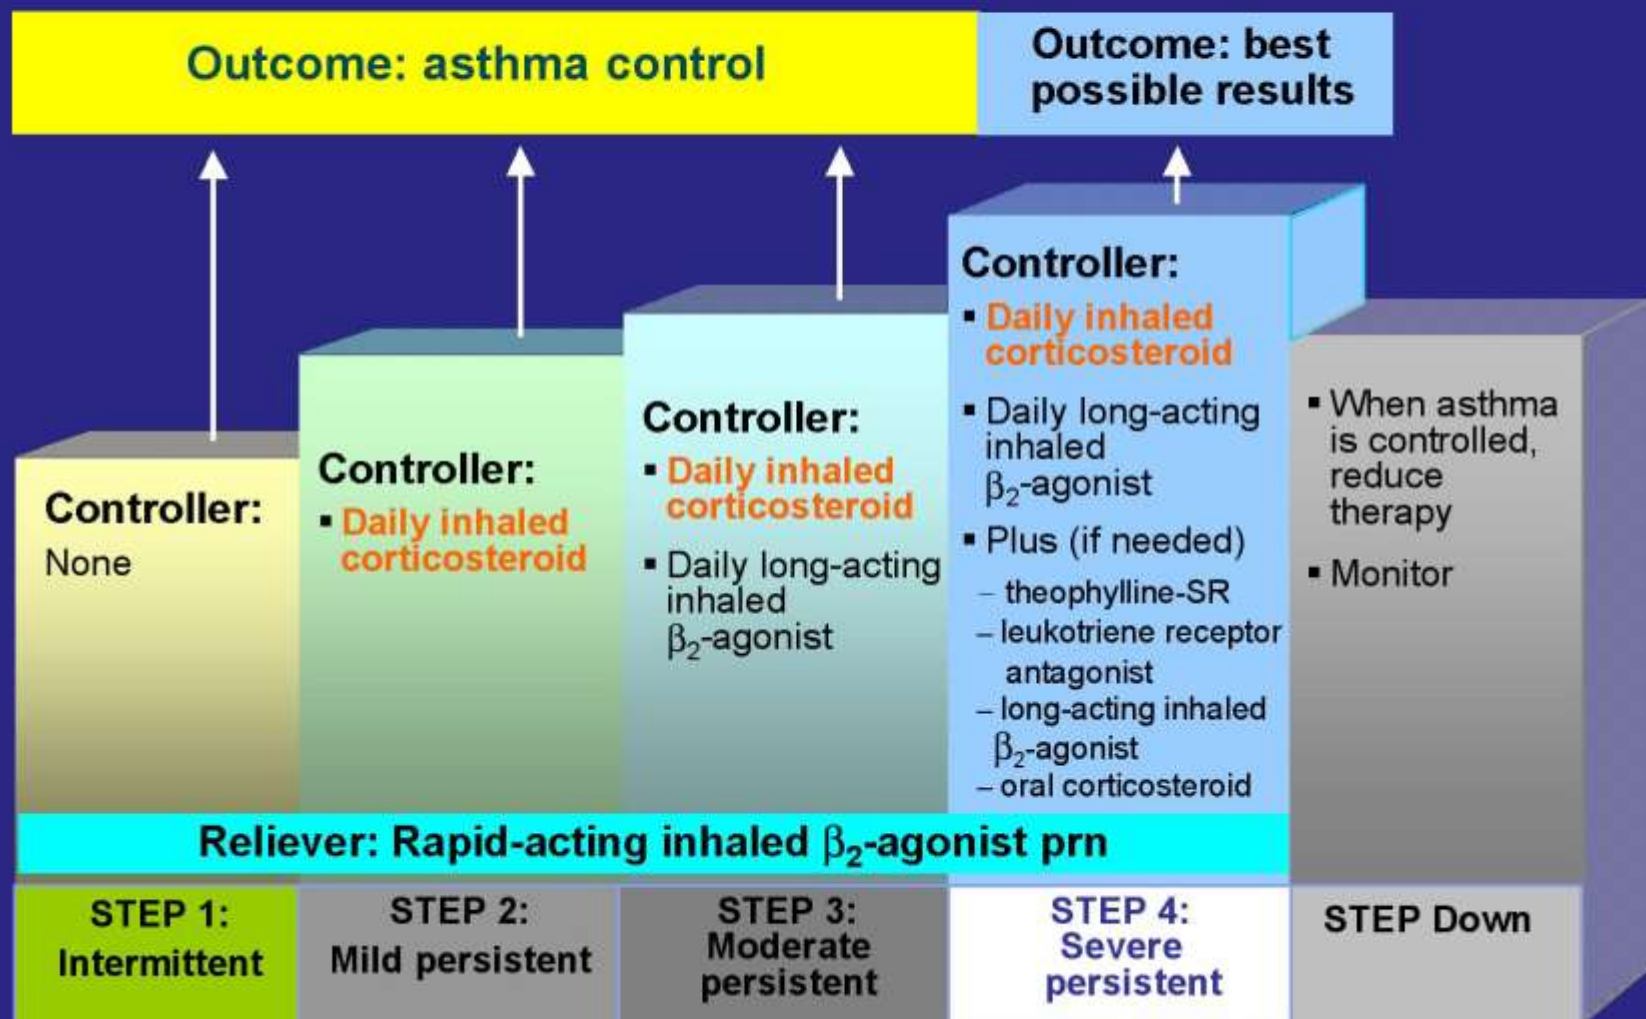 Outcome: asthma control
Outcome: best
possible results
Controller:
None
Controller:
▪ Daily inhaled
corticosteroid
Controller:
▪ Daily inhaled
corticosteroid
▪ Daily long-acting
inhaled
β₂-agonist
Controller:
▪ Daily inhaled
corticosteroid
▪ Daily long-acting
inhaled
β₂-agonist
▪ Plus (if needed)
– theophylline-SR
– leukotriene receptor
antagonist
– long-acting inhaled
β₂-agonist
– oral corticosteroid
▪ When asthma
is controlled,
reduce
therapy
▪ Monitor
Reliever: Rapid-acting inhaled β₂-agonist prn
STEP 1:
Intermittent
STEP 2:
Mild persistent
STEP 3:
Moderate
persistent
STEP 4:
Severe
persistent
STEP Down